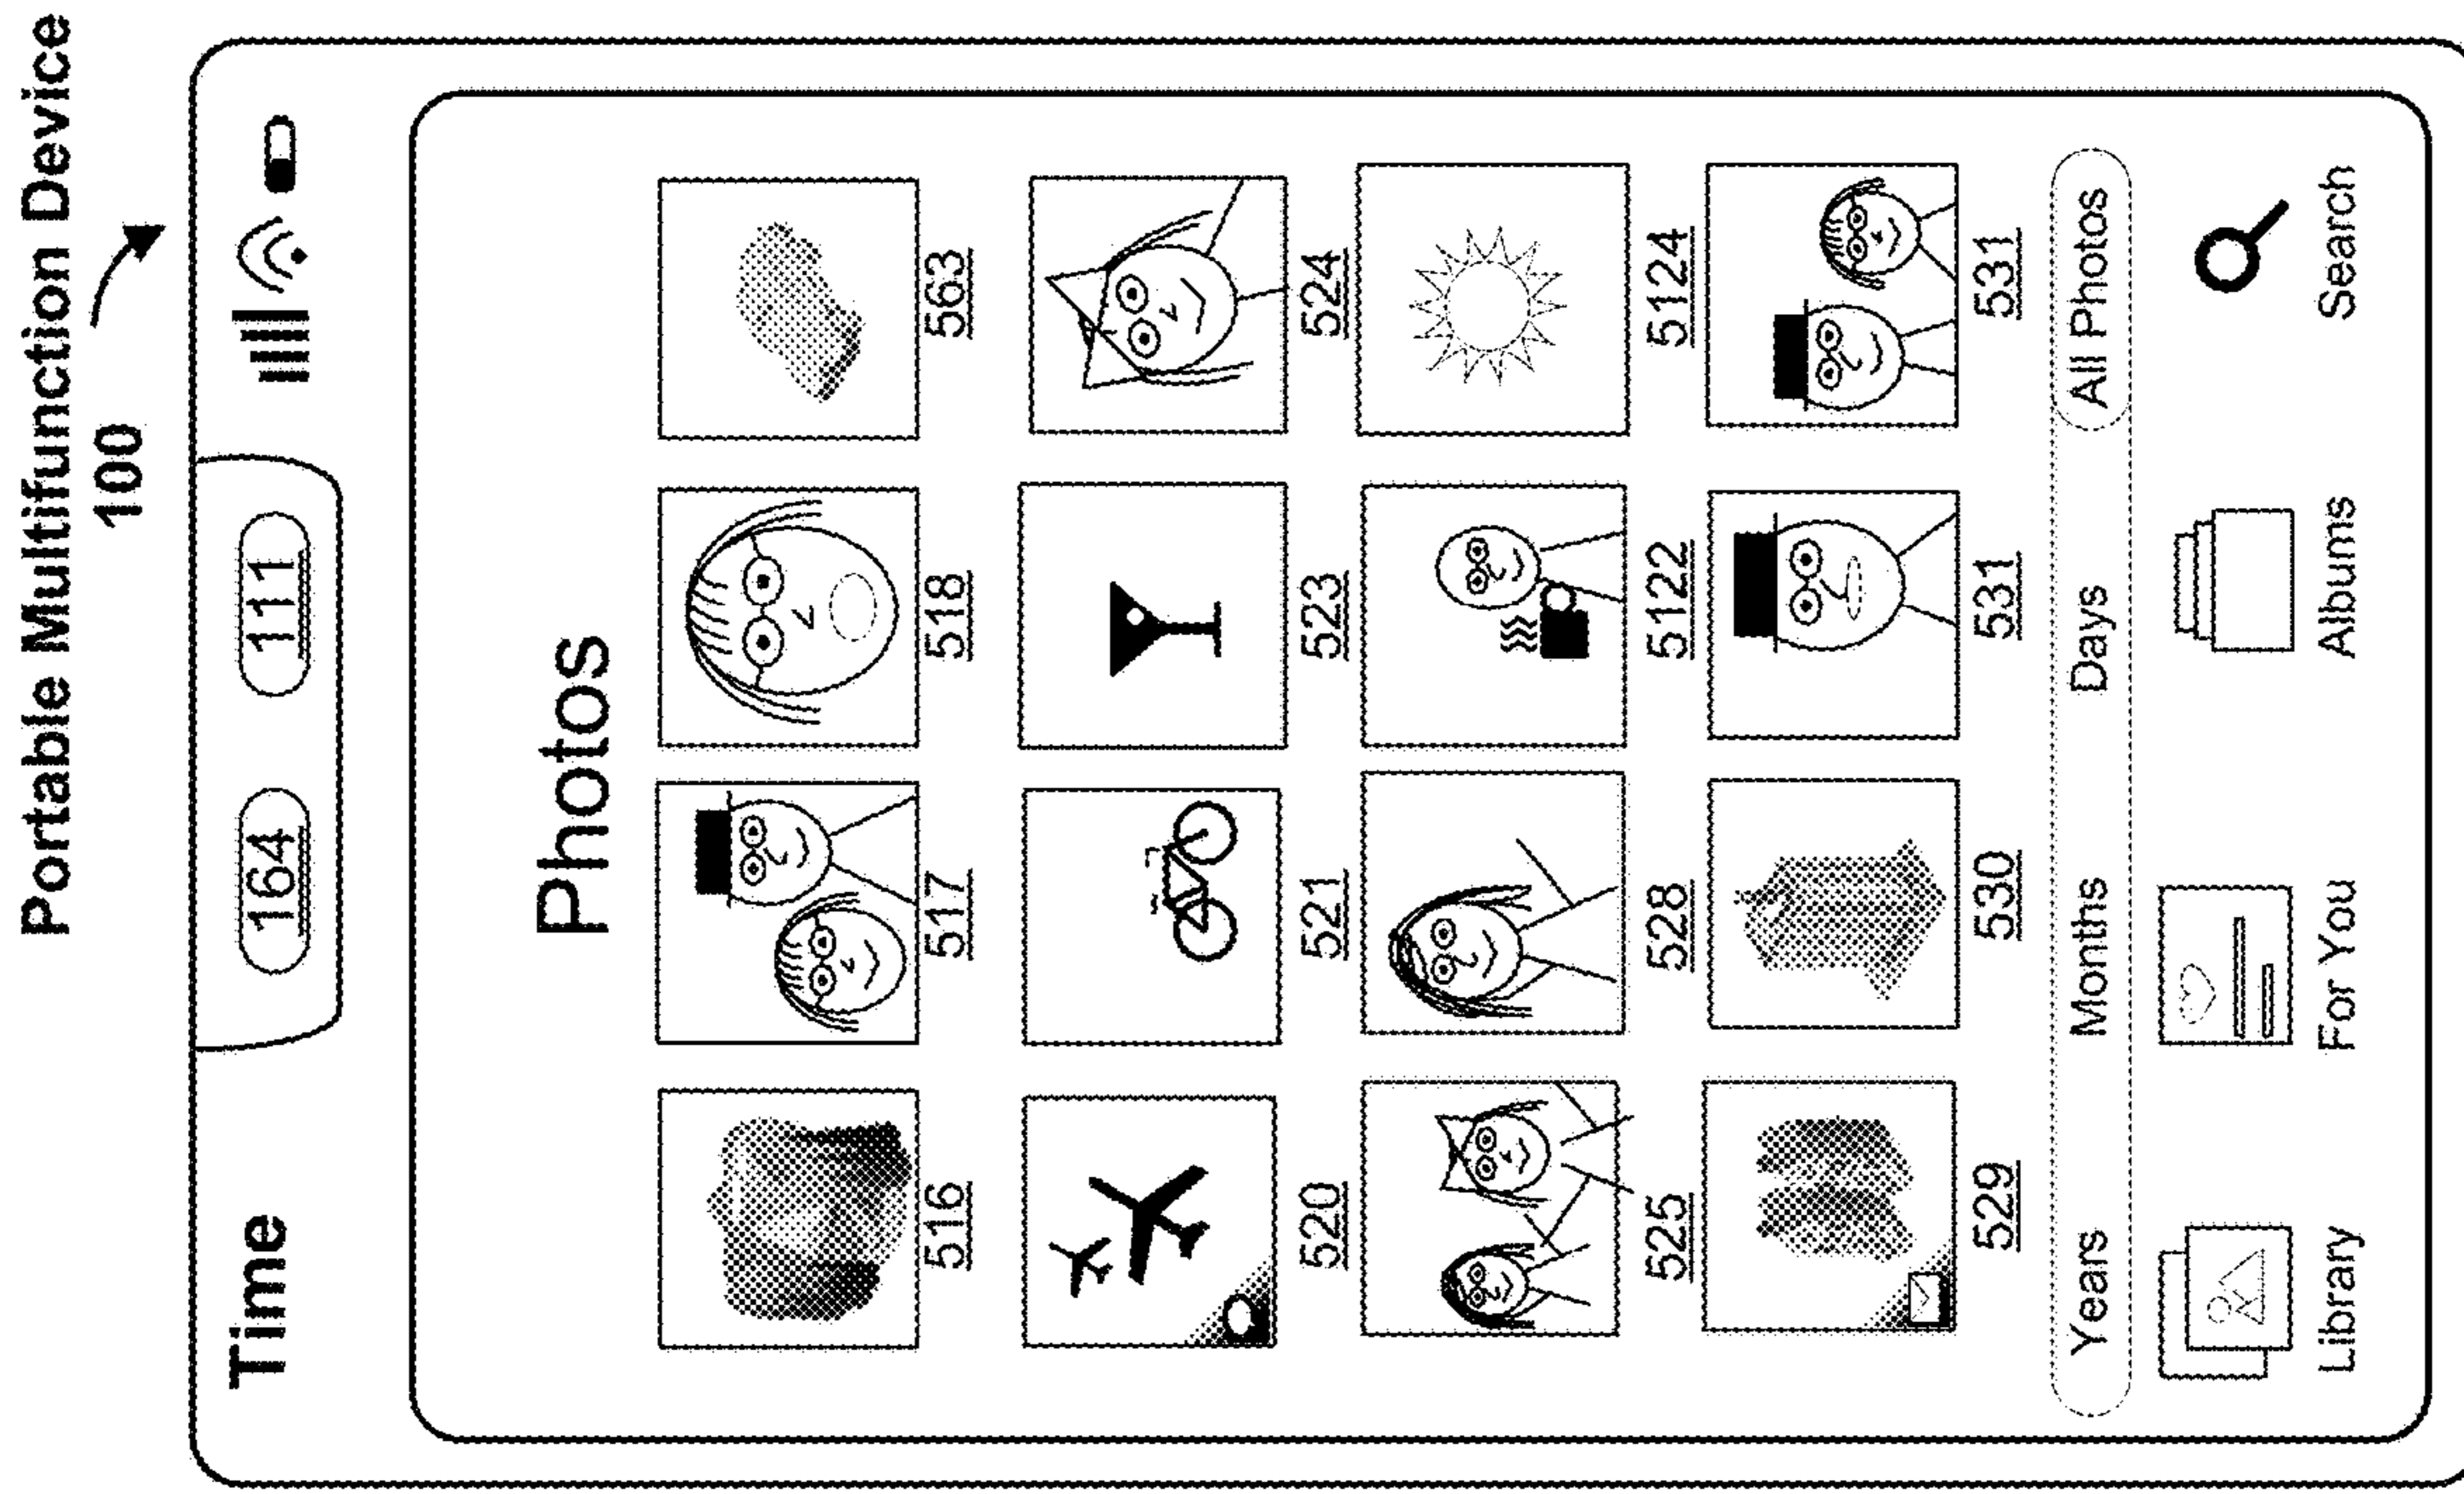 Portable Multifunction Device
100
Time 164 111
Photos
516 517 518 563
520 521 523 524
525 528 5122 5124
529 530 531 531
Years Months Days All Photos
Library For You Albums Search